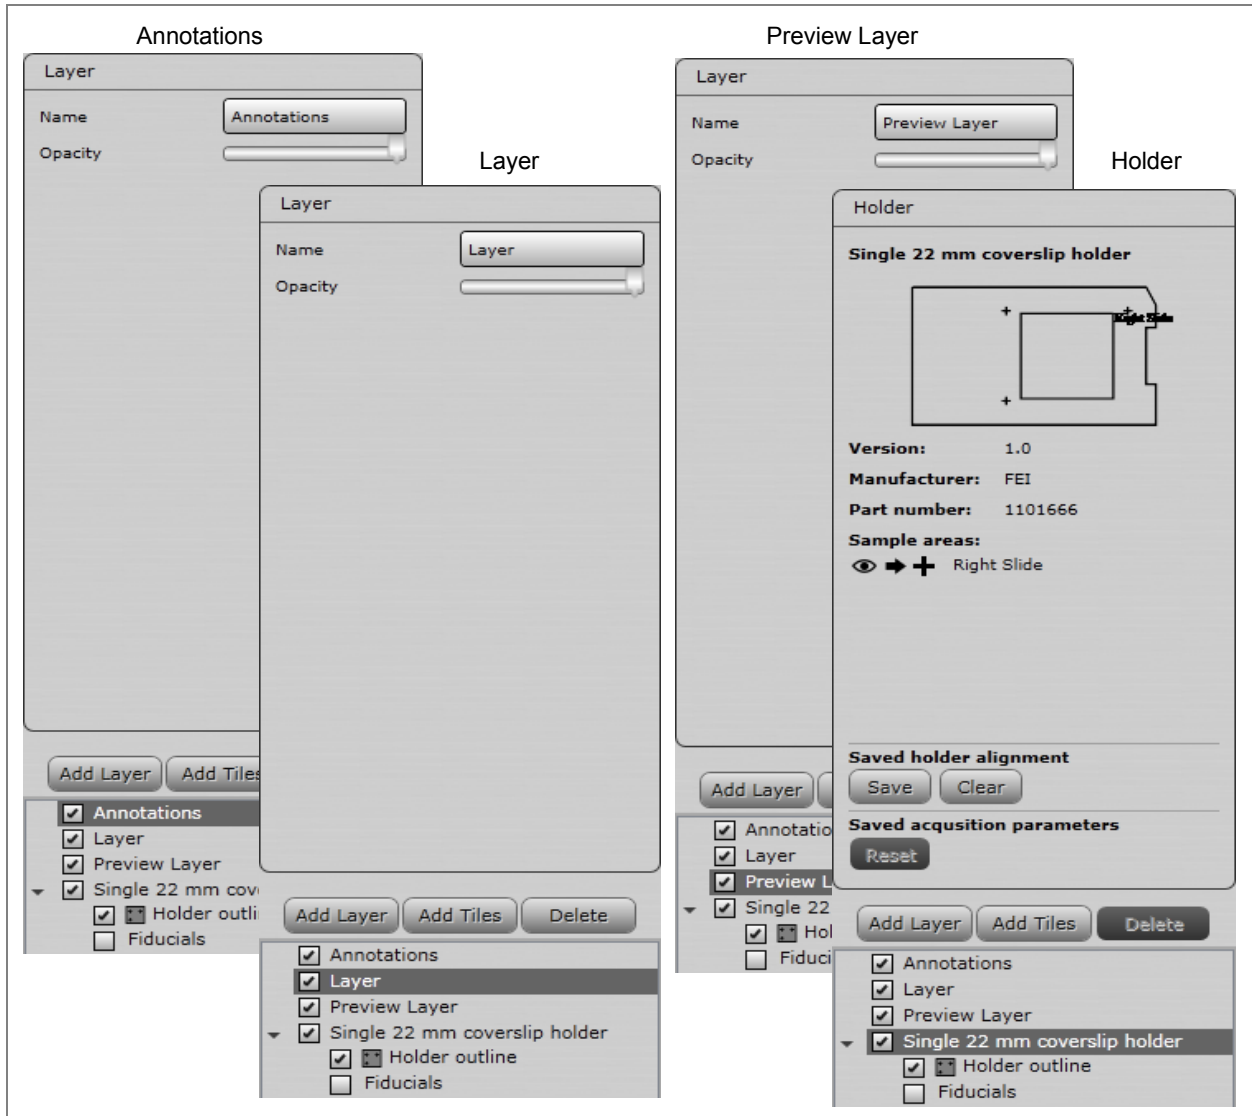 Annotations
Layer
Name Annotations
Opacity
Add Layer Add Tiles
Annotations
Layer
Preview Layer
Single 22 mm cov
Holder outli
Fiducials
Layer
Layer
Name Layer
Opacity
Add Layer Add Tiles Delete
Annotations
Layer
Preview Layer
Single 22 mm coverslip holder
Holder outline
Fiducials
Preview Layer
Layer
Name Preview Layer
Opacity
Add Layer
Annotatio
Layer
Preview L
Single 22
Hol
Fiduci
Holder
Holder
Single 22 mm coverslip holder
Version: 1.0
Manufacturer: FEI
Part number: 1101666
Sample areas:
Right Slide
Saved holder alignment
Save Clear
Saved acqusition parameters
Reset
Add Layer Add Tiles Delete
Annotations
Layer
Preview Layer
Single 22 mm coverslip holder
Holder outline
Fiducials